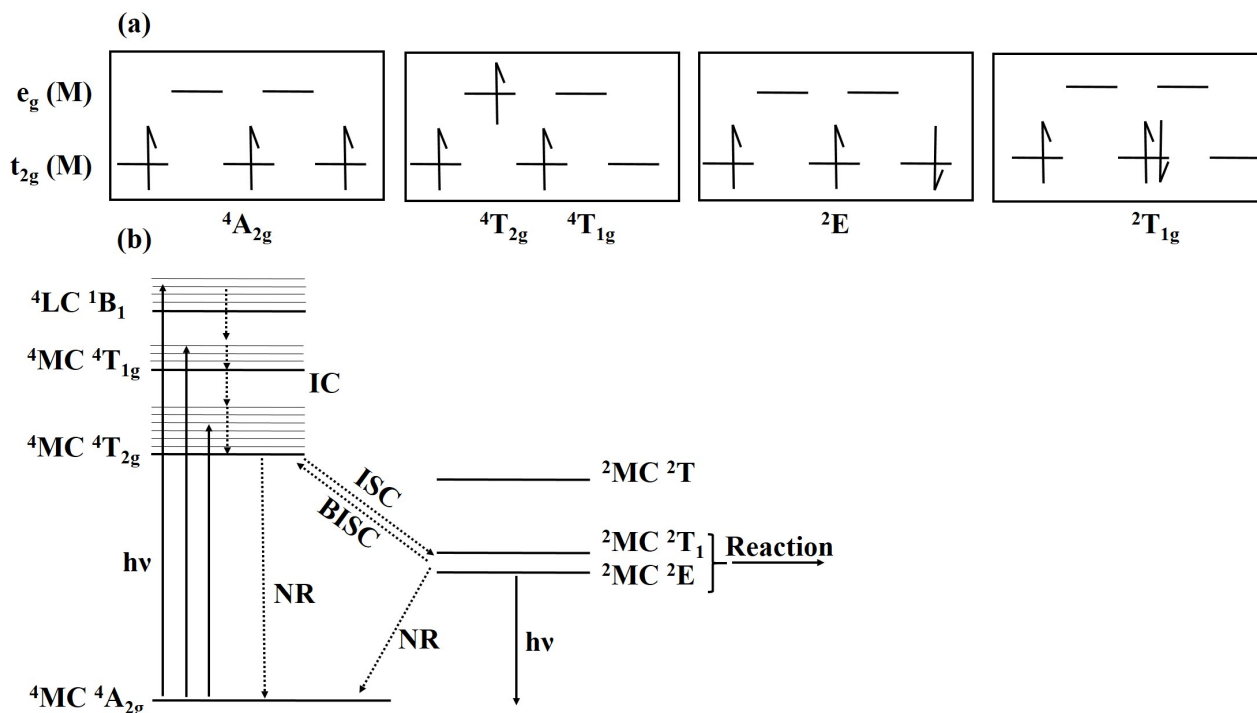 (a)
e_g (M)
t_2g (M)
⁴A_2g
⁴T_2g ⁴T_1g
²E
²T_1g
(b)
⁴LC ¹B₁
⁴MC ⁴T_1g
IC
⁴MC ⁴T_2g
ISC
BISC
²MC ²T
²MC ²T₁
Reaction
²MC ²E
hν
NR
NR
hν
⁴MC ⁴A_2g